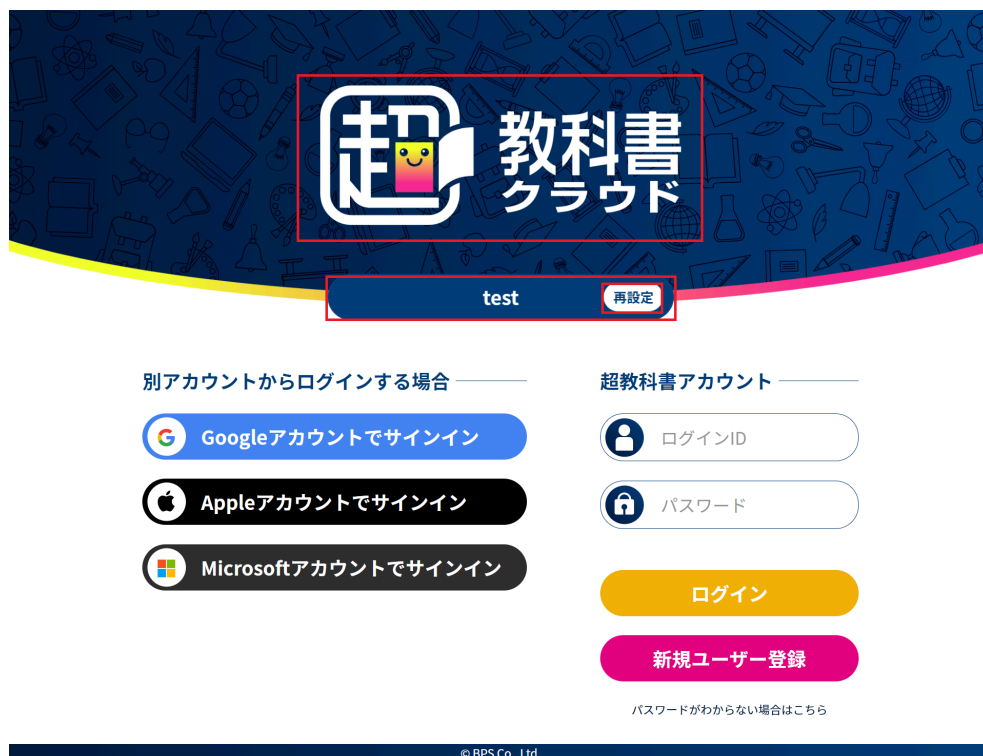 超 教科書
クラウド
test 再設定
別アカウントからログインする場合
Googleアカウントでサインイン
Appleアカウントでサインイン
Microsoftアカウントでサインイン
超教科書アカウント
ログインID
パスワード
ログイン
新規ユーザー登録
パスワードがわからない場合はこちら
© BPS Co., Ltd.